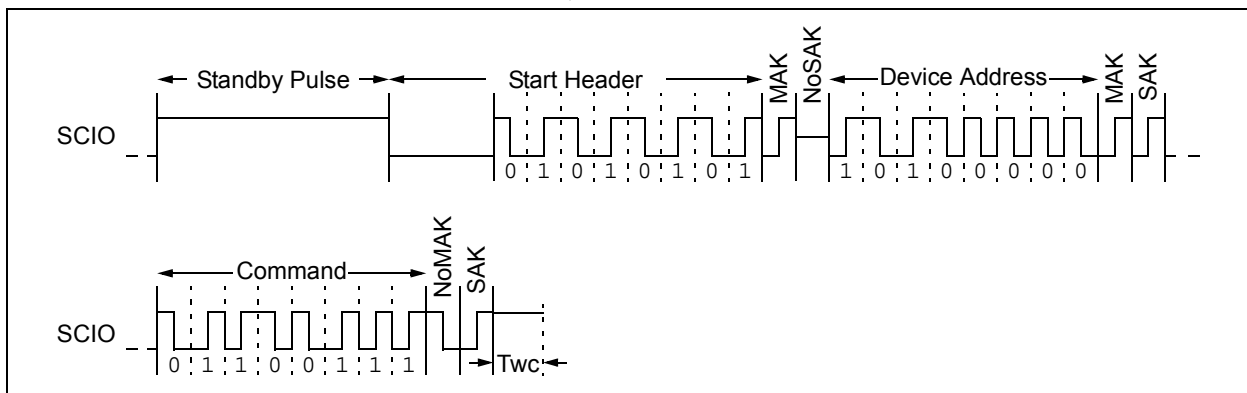 Standby Pulse Start Header MAK NoSAK Device Address MAK SAK
SCIO
0 1 0 1 0 1 0 1 1 0 1 0 0 0 0 0
Command NoMAK SAK
SCIO
0 1 1 0 0 1 1 1 Twc